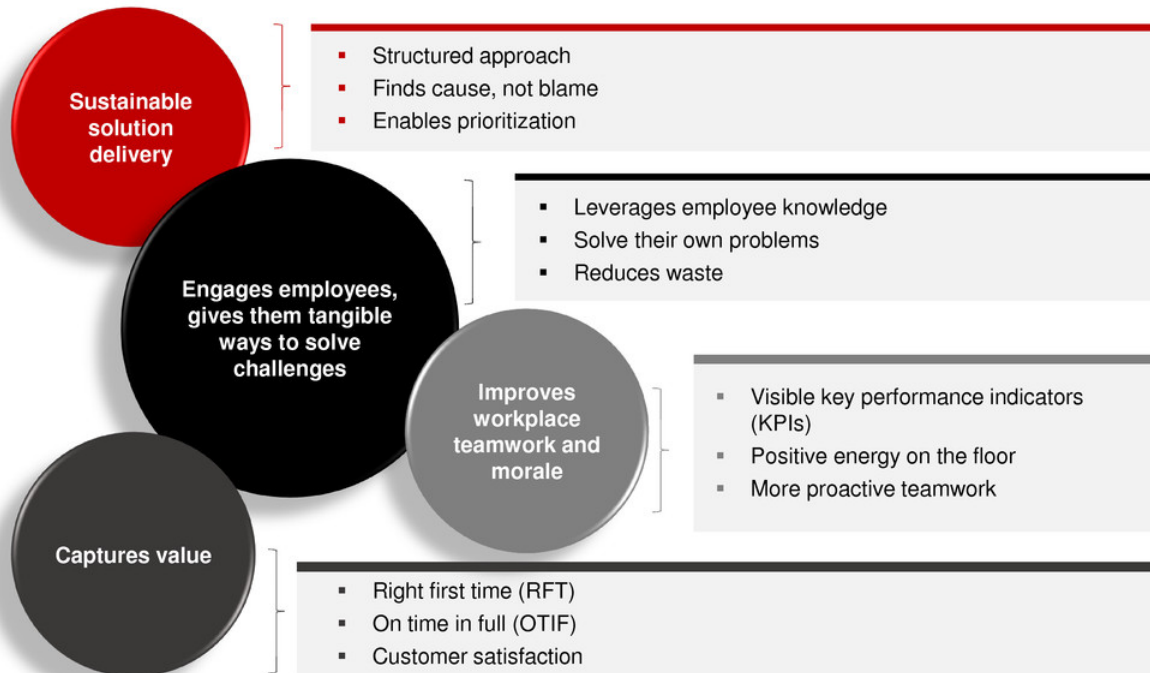 Sustainable
solution
delivery
Structured approach
Finds cause, not blame
Enables prioritization
Engages employees,
gives them tangible
ways to solve
challenges
Leverages employee knowledge
Solve their own problems
Reduces waste
Improves
workplace
teamwork and
morale
Visible key performance indicators
(KPIs)
Positive energy on the floor
More proactive teamwork
Captures value
Right first time (RFT)
On time in full (OTIF)
Customer satisfaction